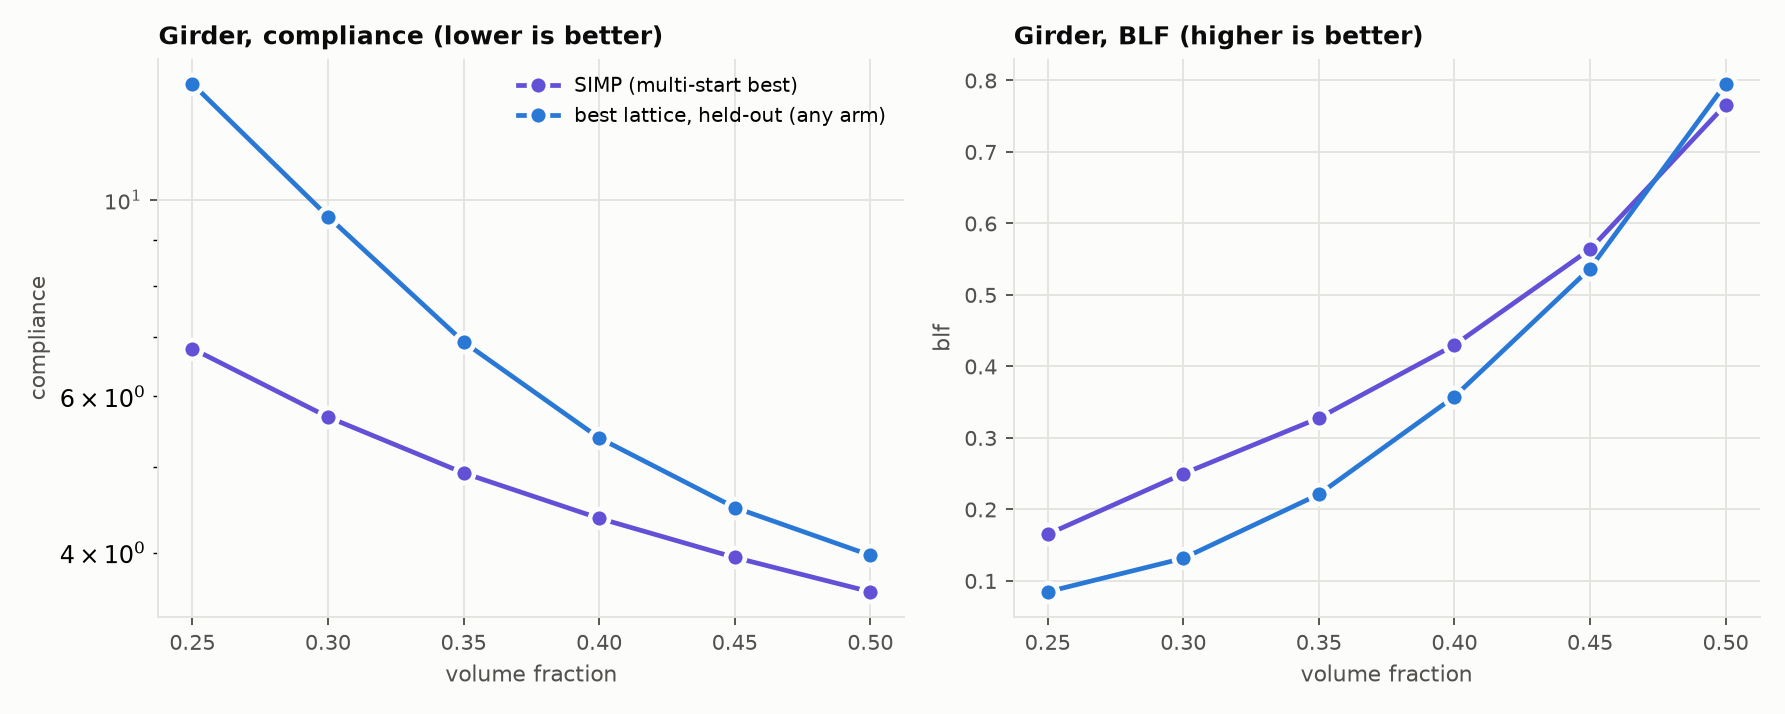 Girder, compliance (lower is better)
SIMP (multi-start best)
best lattice, held-out (any arm)
compliance
10¹
6 × 10⁰
4 × 10⁰
0.25 0.30 0.35 0.40 0.45 0.50
volume fraction
Girder, BLF (higher is better)
blf
0.8
0.7
0.6
0.5
0.4
0.3
0.2
0.1
0.25 0.30 0.35 0.40 0.45 0.50
volume fraction